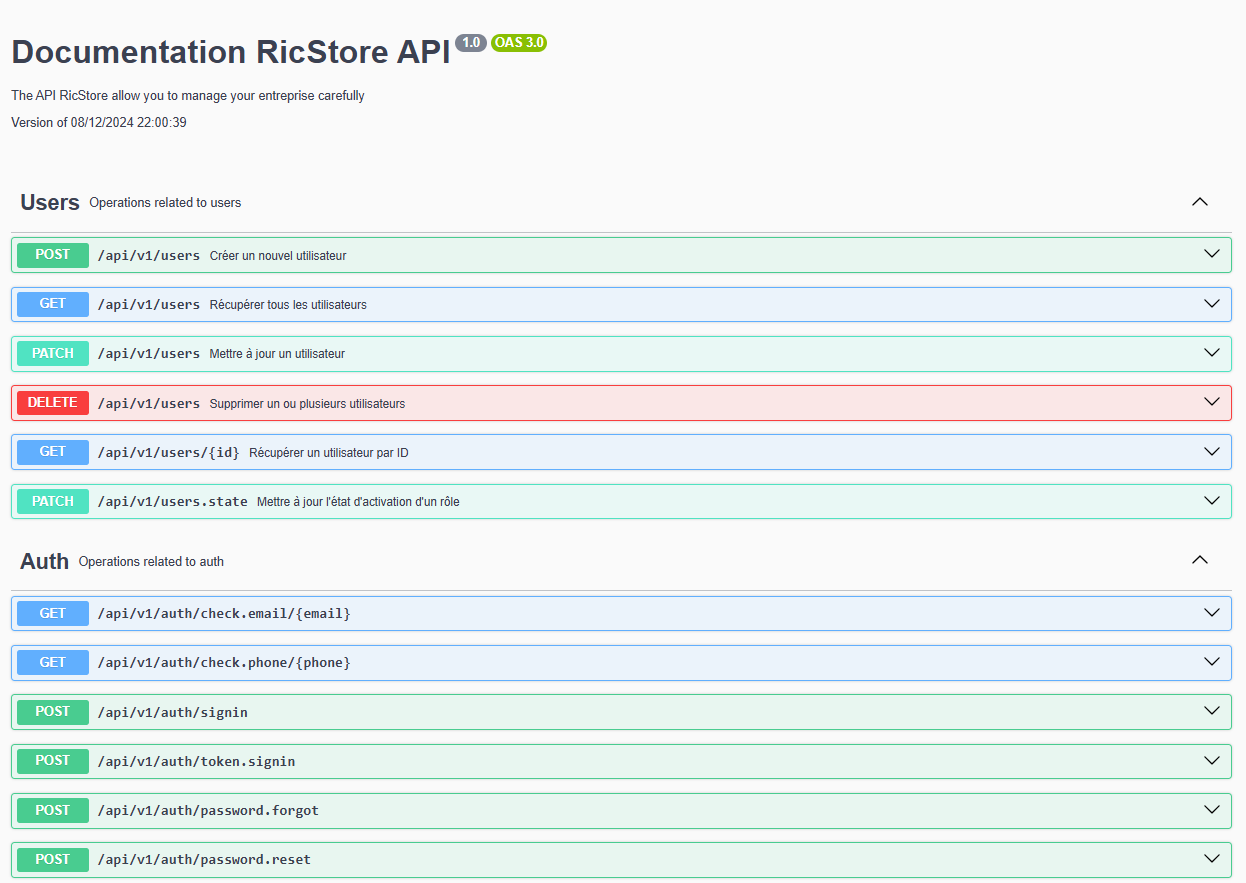 Documentation RicStore API 1.0 OAS 3.0
The API RicStore allow you to manage your entreprise carefully
Version of 08/12/2024 22:00:39
Users Operations related to users
POST /api/v1/users Créer un nouvel utilisateur
GET /api/v1/users Récupérer tous les utilisateurs
PATCH /api/v1/users Mettre à jour un utilisateur
DELETE /api/v1/users Supprimer un ou plusieurs utilisateurs
GET /api/v1/users/{id} Récupérer un utilisateur par ID
PATCH /api/v1/users.state Mettre à jour l'état d'activation d'un rôle
Auth Operations related to auth
GET /api/v1/auth/check.email/{email}
GET /api/v1/auth/check.phone/{phone}
POST /api/v1/auth/signin
POST /api/v1/auth/token.signin
POST /api/v1/auth/password.forgot
POST /api/v1/auth/password.reset